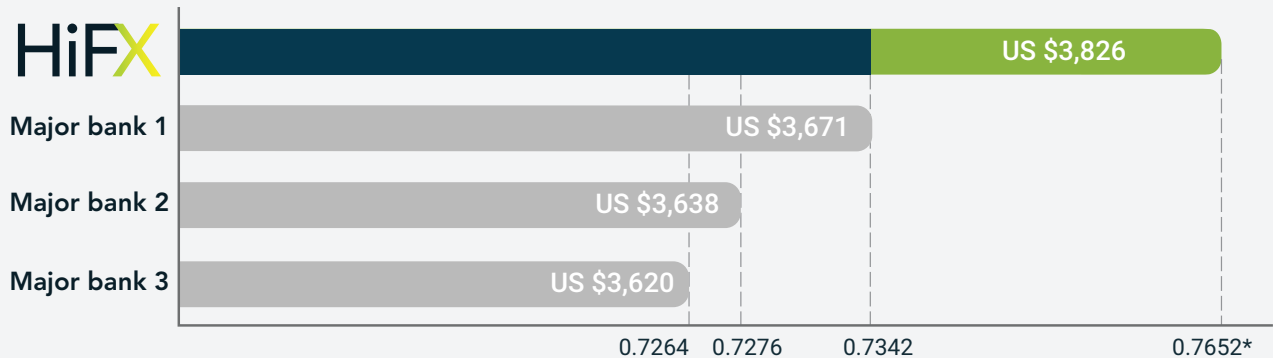 HiFX
US $3,826
Major bank 1
US $3,671
Major bank 2
US $3,638
Major bank 3
US $3,620
0.7264 0.7276 0.7342 0.7652*